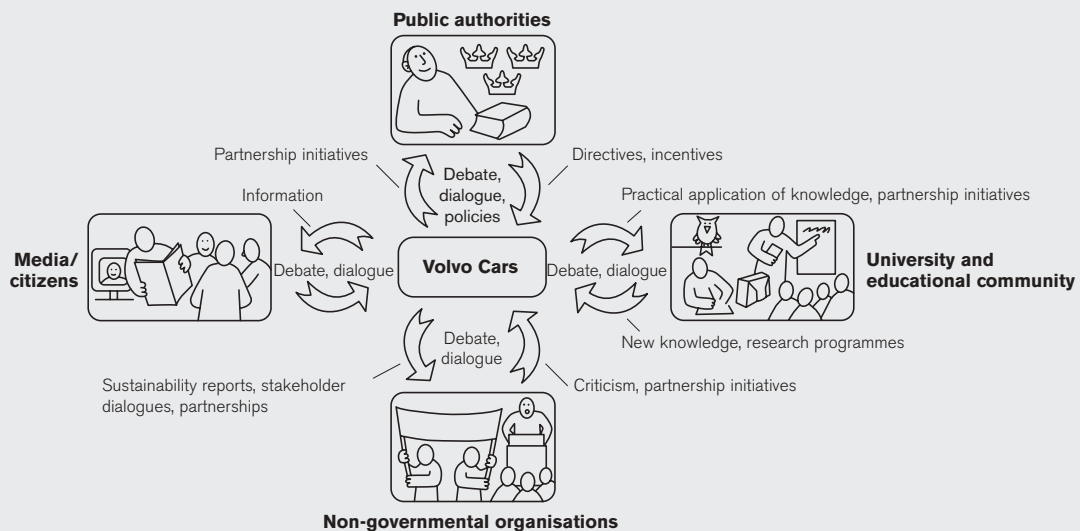 Public authorities
Partnership initiatives
Debate,
dialogue,
policies
Directives, incentives
Information
Practical application of knowledge, partnership initiatives
Media/
citizens
Debate, dialogue
Volvo Cars
Debate, dialogue
University and
educational community
New knowledge, research programmes
Debate,
dialogue
Sustainability reports, stakeholder
dialogues, partnerships
Criticism, partnership initiatives
Non-governmental organisations